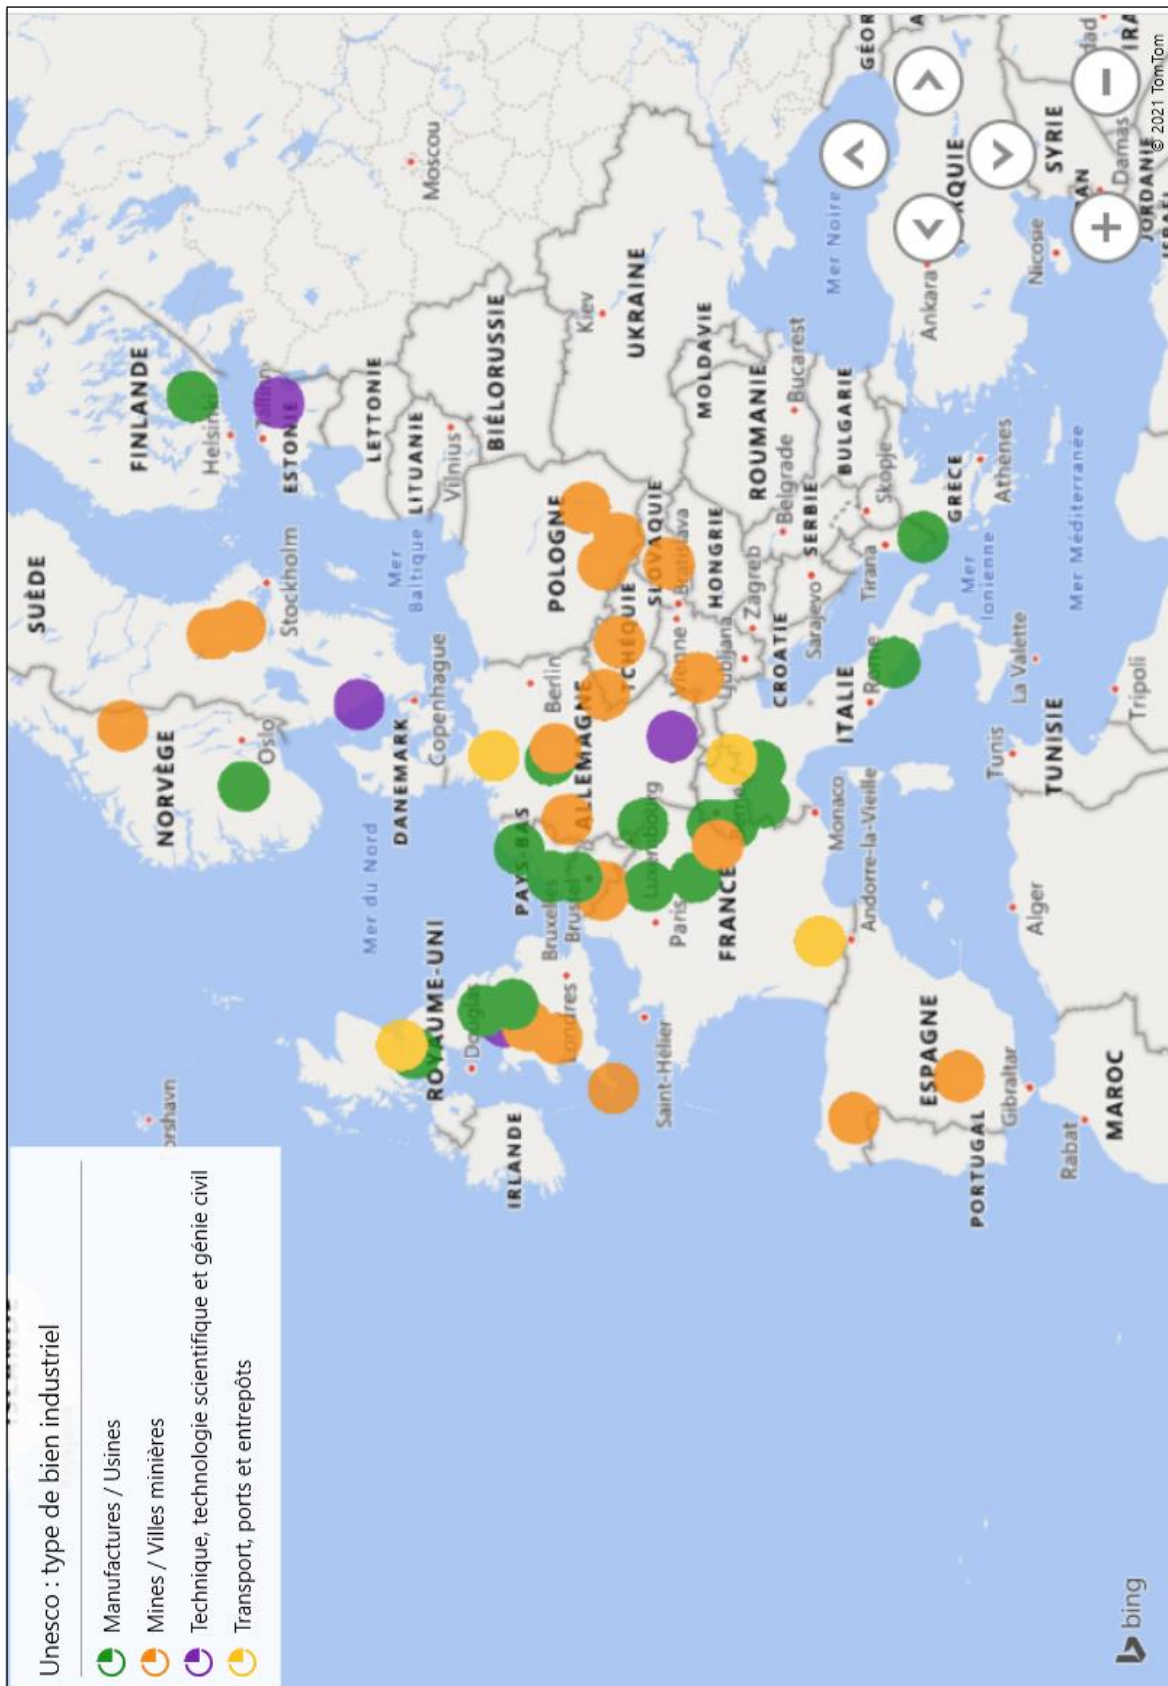 Unesco : type de bien industriel
Manufactures / Usines
Mines / Villes minières
Technique, technologie scientifique et génie civil
Transport, ports et entrepôts
SUÈDE
FINLANDE
NORVÈGE
Helsinki
Tallinn
ESTONIE
Oslo
Stockholm
Moscou
LETTONIE
Mer du Nord
DANEMARK
Mer
Baltique
LITUANIE
Copenhague
Vilnius
ROYAUME-UNI
Douglas
BIÉLORUSSIE
IRLANDE
PAYS-BAS
Berlin
POLOGNE
Bruxelles
Brussel
Londres
ALLEMAGNE
Kiev
UKRAINE
TCHÉQUIE
Luxembourg
SLOVAQUIE
Saint-Hélier
Paris
Vienne
Bratislava
MOLDAVIE
FRANCE
Berne
Ljubljana
HONGRIE
Zagreb
ROUMANIE
CROATIE
Belgrade
Bucarest
Sarajevo
SERBIE
Mer Noire
Monaco
ITALIE
BULGARIE
Andorre-la-Vieille
Rome
Tirana
Skopje
ESPAGNE
Ankara
GRÈCE
PORTUGAL
Mer
Ionienne
Athènes
Gibraltar
Alger
Tunis
La Valette
Nicosie
SYRIE
Rabat
TUNISIE
Mer Méditerranée
MAROC
Tripoli
Damas
JORDANIE
bing
© 2021 TomTom